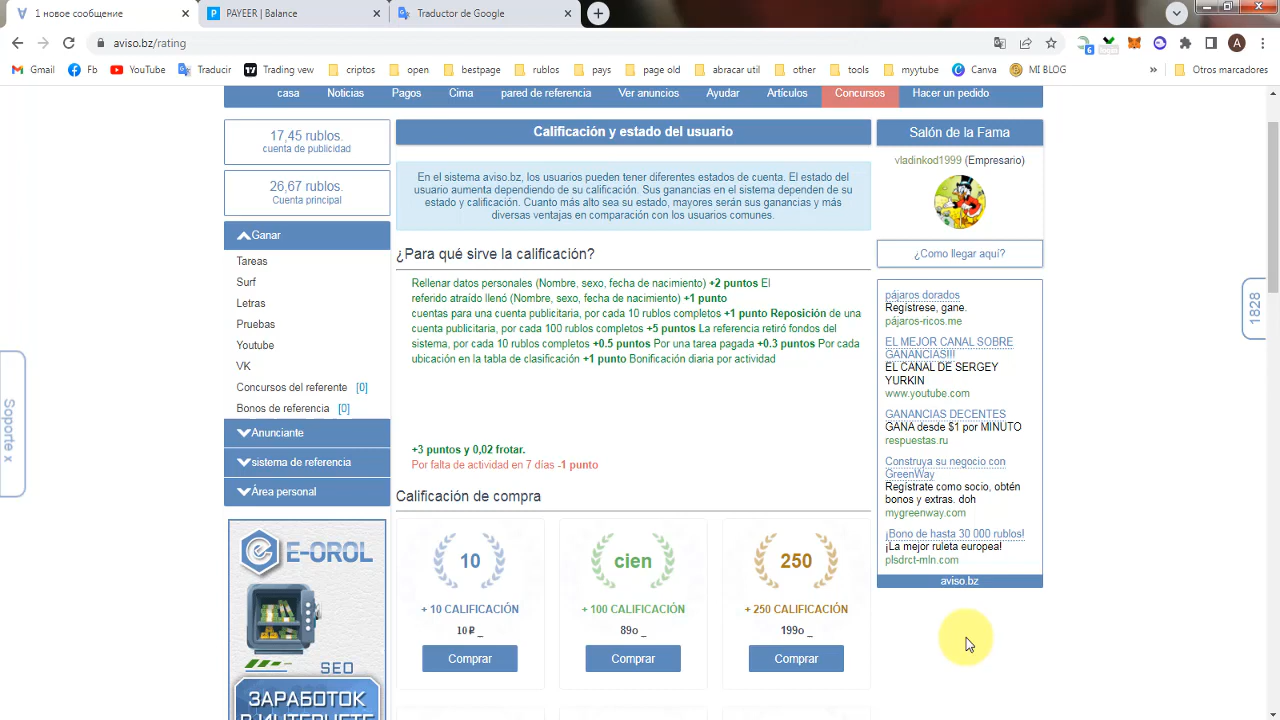 1 новое сообщение
PAYEER | Balance
Traductor de Google
aviso.bz/rating
6
A
Gmail
Fb
YouTube
Traducir
Trading vew
criptos
open
bestpage
rublos
pays
page old
abracar util
other
tools
myytube
Canva
MI BLOG
»
Otros marcadores
casa
Noticias
Pagos
Cima
pared de referencia
Ver anuncios
Ayudar
Artículos
Concursos
Hacer un pedido
17,45 rublos.
cuenta de publicidad
26,67 rublos.
Cuenta principal
Ganar
Tareas
Surf
Letras
Pruebas
Youtube
VK
Concursos del referente [0]
Bonos de referencia [0]
Anunciante
sistema de referencia
Área personal
E-OROL
SEO
ЗАРАБОТОК
В ИНТЕРНЕТЕ
Soporte x
Calificación y estado del usuario
En el sistema aviso.bz, los usuarios pueden tener diferentes estados de cuenta. El estado del
usuario aumenta dependiendo de su calificación. Sus ganancias en el sistema dependen de su
estado y calificación. Cuanto más alto sea su estado, mayores serán sus ganancias y más
diversas ventajas en comparación con los usuarios comunes.
¿Para qué sirve la calificación?
Rellenar datos personales (Nombre, sexo, fecha de nacimiento) +2 puntos El
referido atraído llenó (Nombre, sexo, fecha de nacimiento) +1 punto
cuentas para una cuenta publicitaria, por cada 10 rublos completos +1 punto Reposición de una
cuenta publicitaria, por cada 100 rublos completos +5 puntos La referencia retiró fondos del
sistema, por cada 10 rublos completos +0.5 puntos Por una tarea pagada +0.3 puntos Por cada
ubicación en la tabla de clasificación +1 punto Bonificación diaria por actividad
+3 puntos y 0,02 frotar.
Por falta de actividad en 7 días -1 punto
Calificación de compra
10
+ 10 CALIFICACIÓN
10₽ _
Comprar
cien
+ 100 CALIFICACIÓN
89o _
Comprar
250
+ 250 CALIFICACIÓN
199o _
Comprar
Salón de la Fama
vladinkod1999 (Empresario)
¿Como llegar aquí?
pájaros dorados
Regístrese, gane.
pájaros-ricos.me
EL MEJOR CANAL SOBRE
GANANCIAS!!!
EL CANAL DE SERGEY
YURKIN
www.youtube.com
GANANCIAS DECENTES
GANA desde $1 por MINUTO
respuestas.ru
Construya su negocio con
GreenWay
Regístrate como socio, obtén
bonos y extras. doh
mygreenway.com
¡Bono de hasta 30 000 rublos!
¡La mejor ruleta europea!
plsdrct-mln.com
aviso.bz
1828